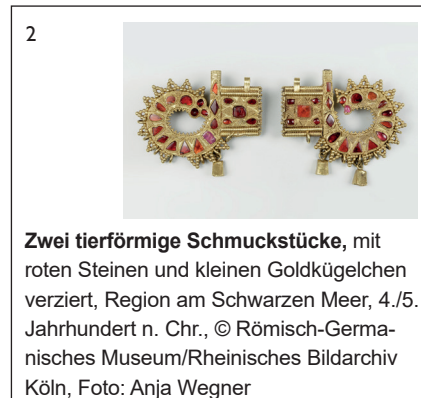 2
Zwei tierförmige Schmuckstücke, mit
roten Steinen und kleinen Goldkügelchen
verziert, Region am Schwarzen Meer, 4./5.
Jahrhundert n. Chr., © Römisch-Germa-
nisches Museum/Rheinisches Bildarchiv
Köln, Foto: Anja Wegner